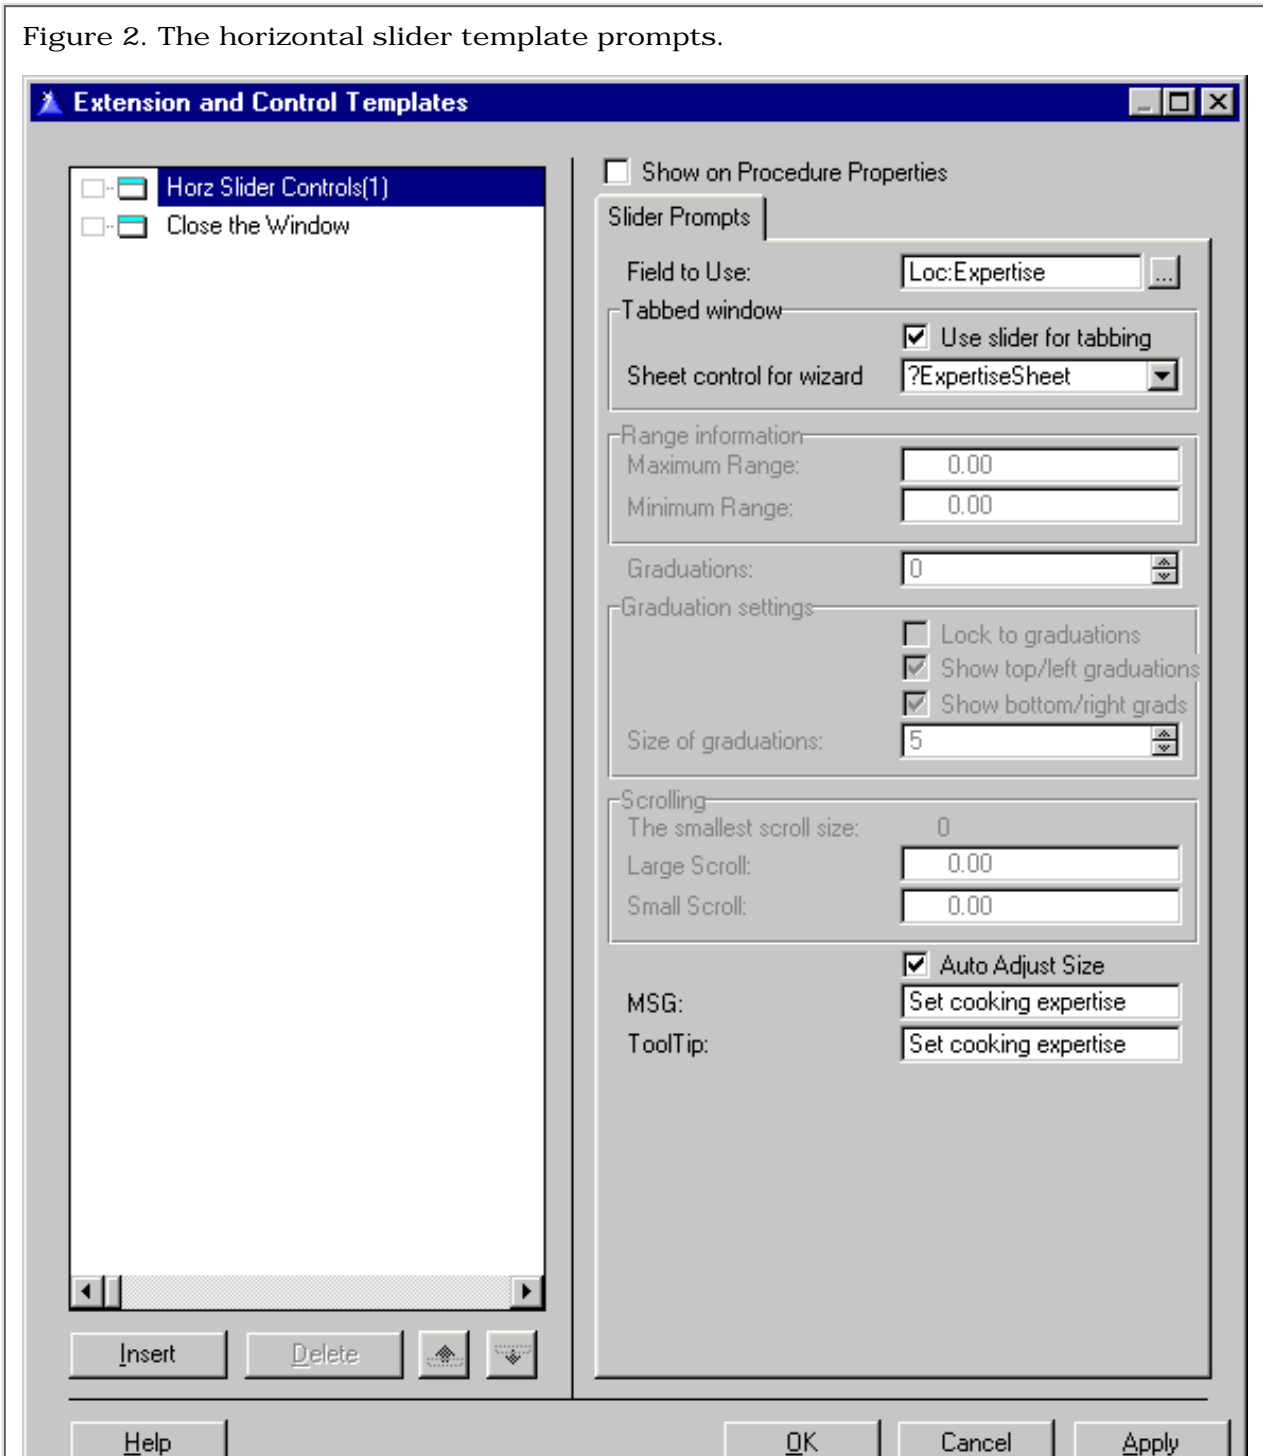 Figure 2. The horizontal slider template prompts.
Extension and Control Templates
Horz Slider Controls(1)
Close the Window
Show on Procedure Properties
Slider Prompts
Field to Use: Loc:Expertise ...
Tabbed window
Use slider for tabbing
Sheet control for wizard ?ExpertiseSheet
Range information
Maximum Range: 0.00
Minimum Range: 0.00
Graduations: 0
Graduation settings
Lock to graduations
Show top/left graduations
Show bottom/right grads
Size of graduations: 5
Scrolling
The smallest scroll size: 0
Large Scroll: 0.00
Small Scroll: 0.00
Auto Adjust Size
MSG: Set cooking expertise
ToolTip: Set cooking expertise
Insert Delete
Help OK Cancel Apply